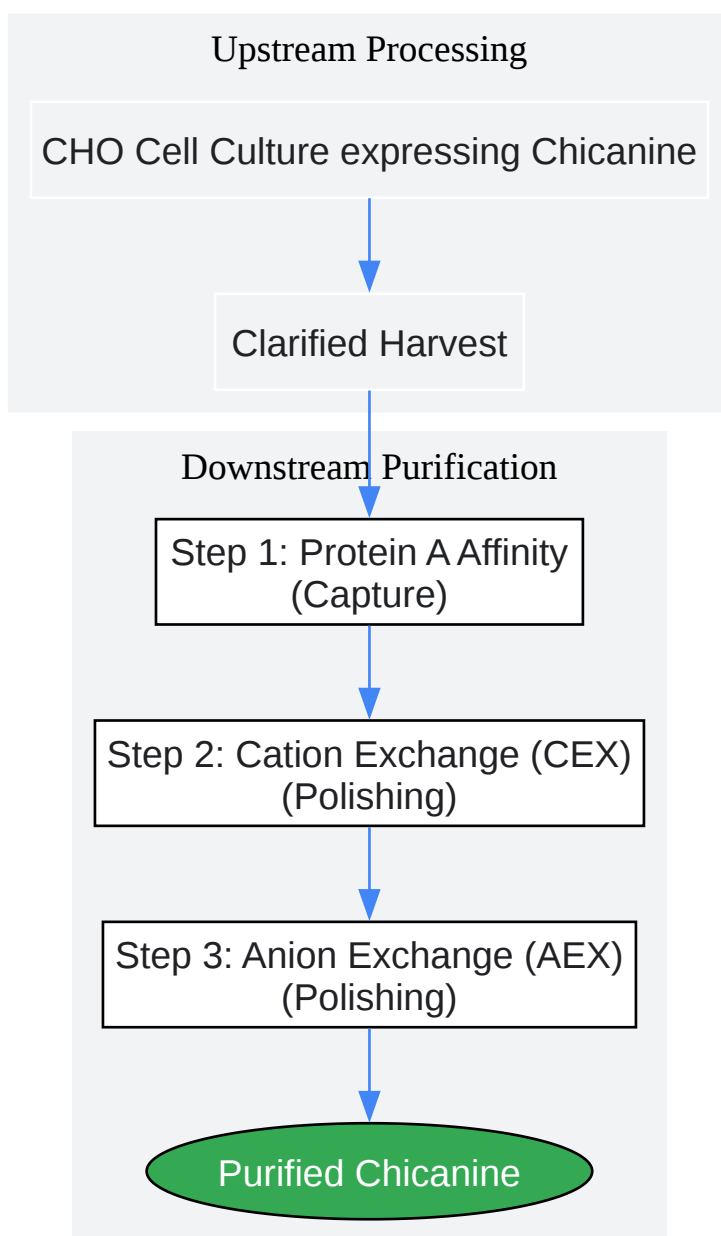 Upstream Processing
CHO Cell Culture expressing Chicanine
Clarified Harvest
Downstream Purification
Step 1: Protein A Affinity
(Capture)
Step 2: Cation Exchange (CEX)
(Polishing)
Step 3: Anion Exchange (AEX)
(Polishing)
Purified Chicanine